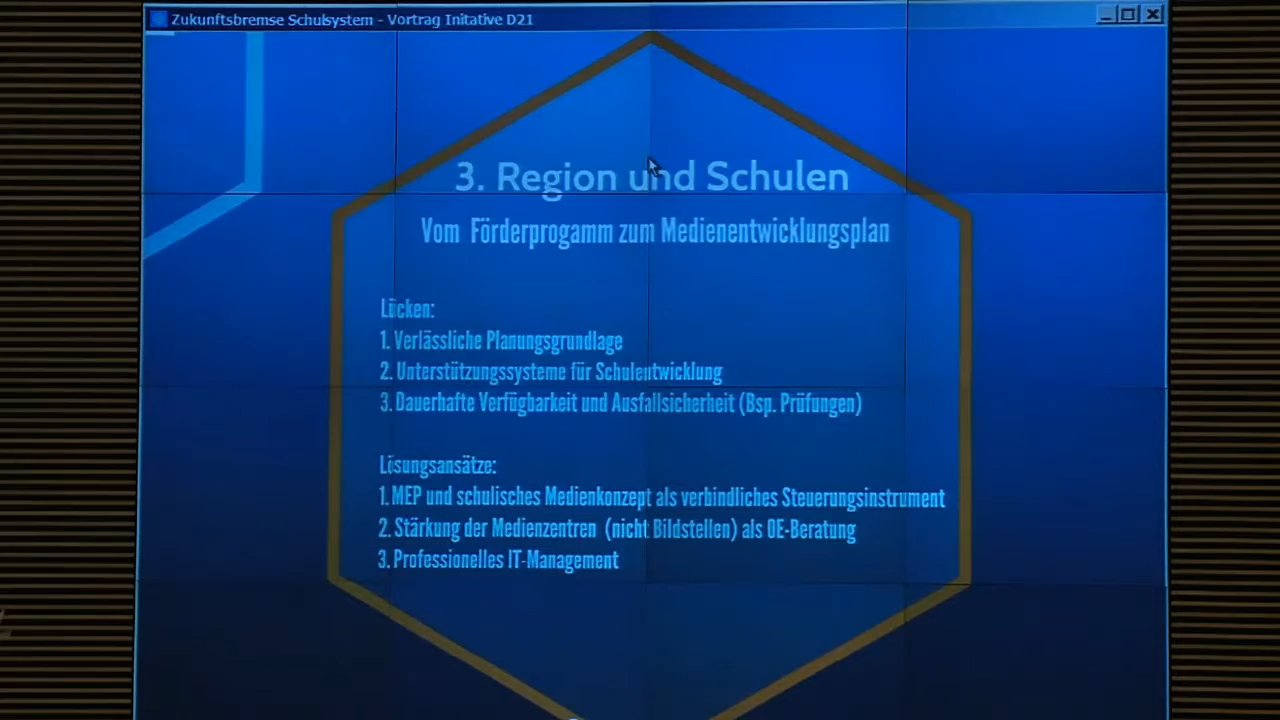 Zukunftsbremse Schulsystem - Vortrag Initative D21
3. Region und Schulen
Vom Förderprogamm zum Medienentwicklungsplan
Lücken:
1. Verlässliche Planungsgrundlage
2. Unterstützungssysteme für Schulentwicklung
3. Dauerhafte Verfügbarkeit und Ausfallsicherheit (Bsp. Prüfungen)
Lösungsansätze:
1. MEP und schulisches Medienkonzept als verbindliches Steuerungsinstrument
2. Stärkung der Medienzentren (nicht Bildstellen) als OE-Beratung
3. Professionelles IT-Management